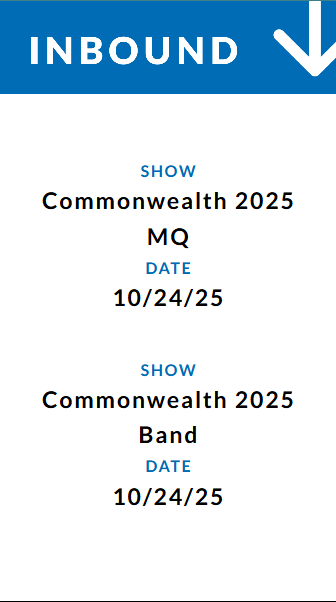 INBOUND
SHOW
Commonwealth 2025
MQ
DATE
10/24/25
SHOW
Commonwealth 2025
Band
DATE
10/24/25